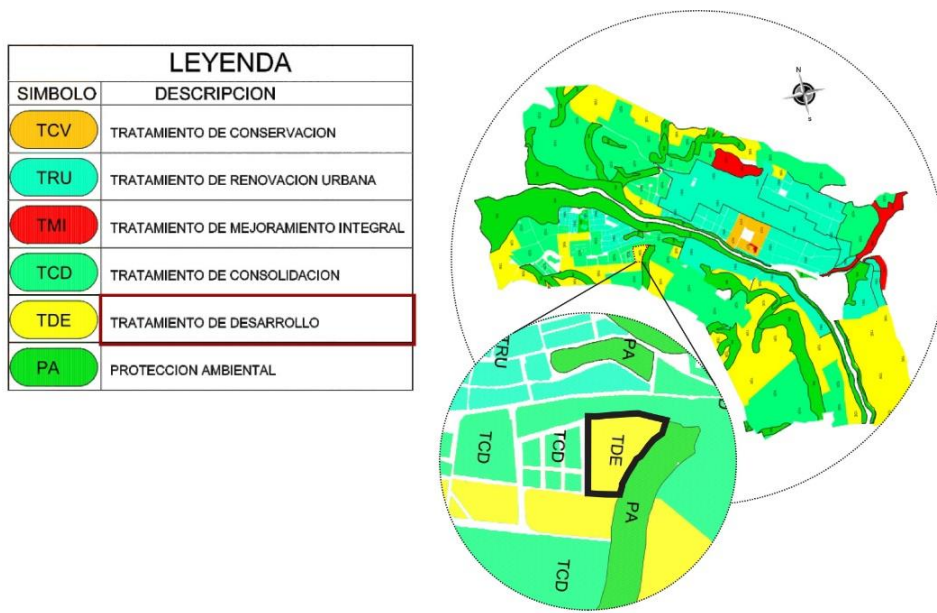 LEYENDA
SIMBOLO DESCRIPCION
TCV TRATAMIENTO DE CONSERVACION
TRU TRATAMIENTO DE RENOVACION URBANA
TMI TRATAMIENTO DE MEJORAMIENTO INTEGRAL
TCD TRATAMIENTO DE CONSOLIDACION
TDE TRATAMIENTO DE DESARROLLO
PA PROTECCION AMBIENTAL
N
S
TRU
PA
TCD
TCD
TDE
PA
TCD